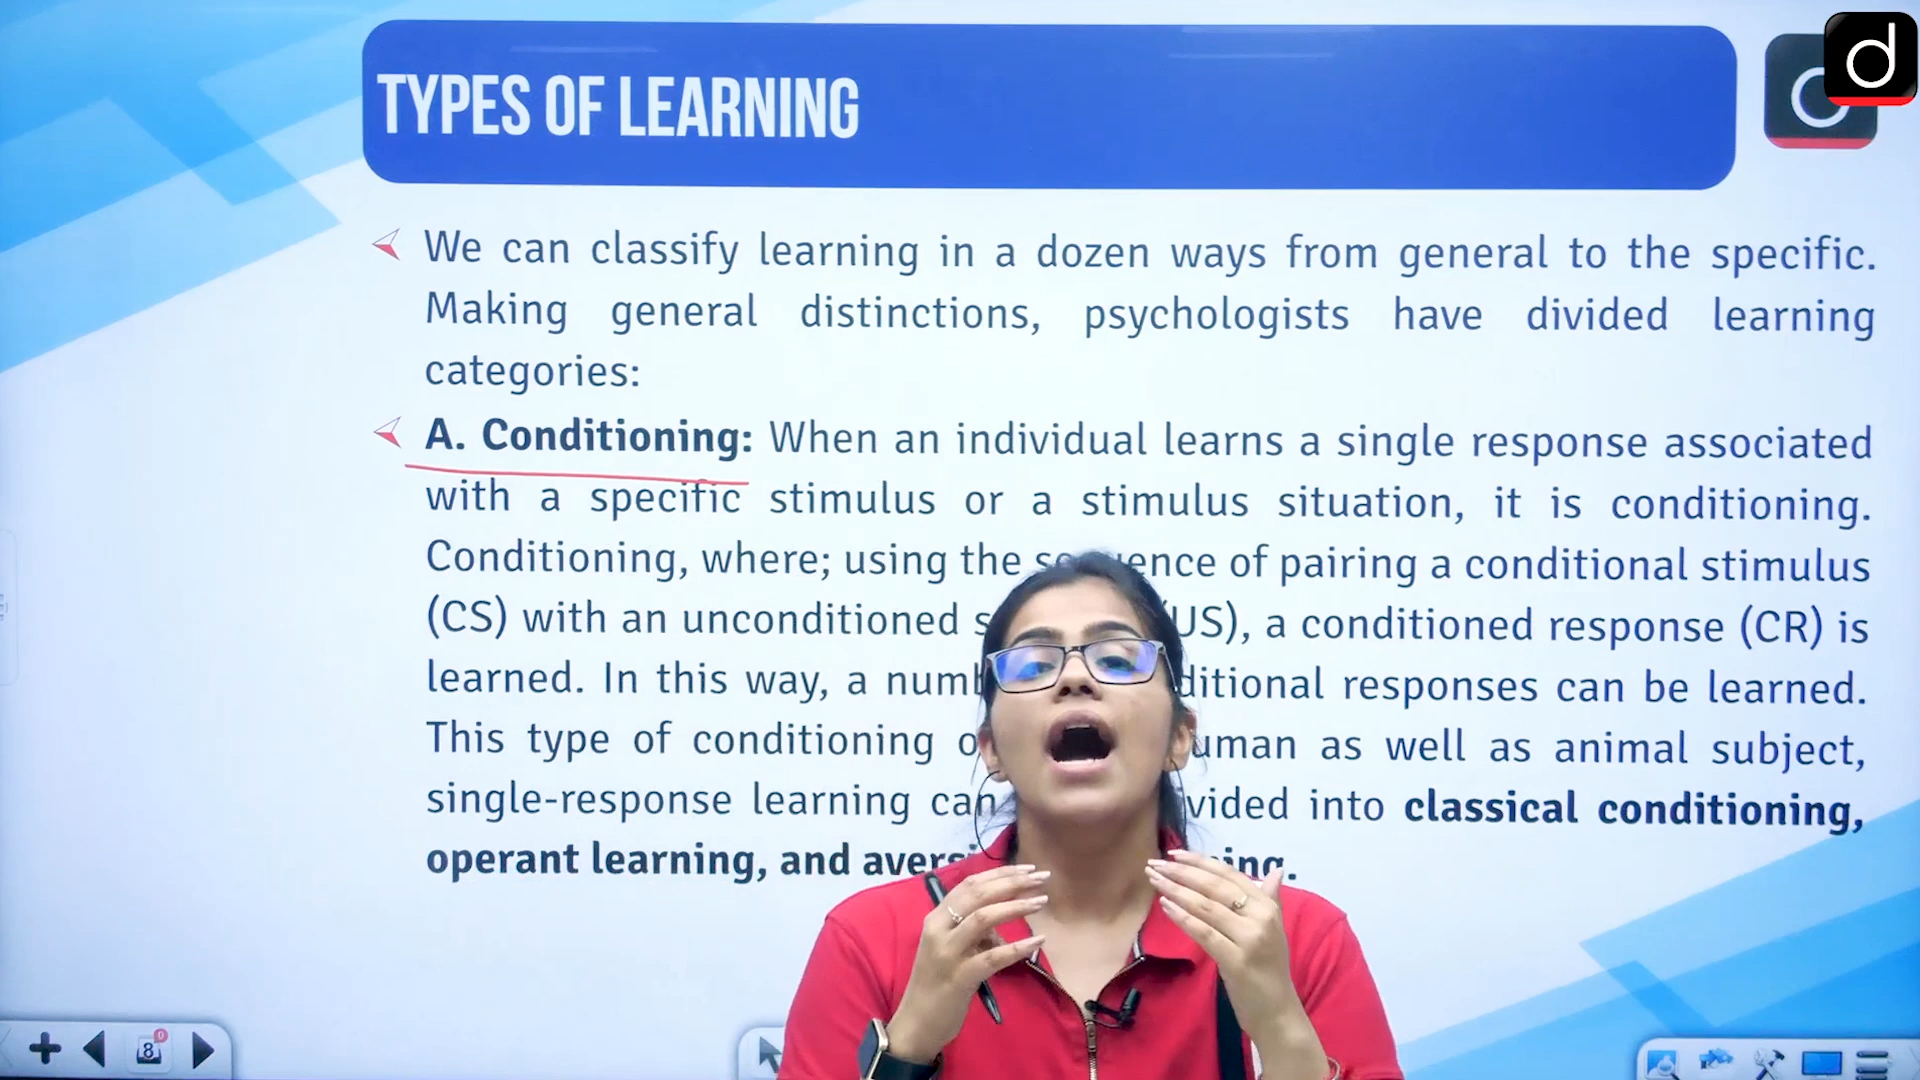 TYPES OF LEARNING
d
We can classify learning in a dozen ways from general to the specific.
Making general distinctions, psychologists have divided learning
categories:
A. Conditioning: When an individual learns a single response associated
with a specific stimulus or a stimulus situation, it is conditioning.
Conditioning, where; using the of pairing a conditional stimulus
(CS) with an unconditioned US), a conditioned response (CR) is
learned. In this way, a responses can be learned.
This type of conditioning as well as animal subject,
single-response learning can into classical conditioning,
operant learning, and
8
0